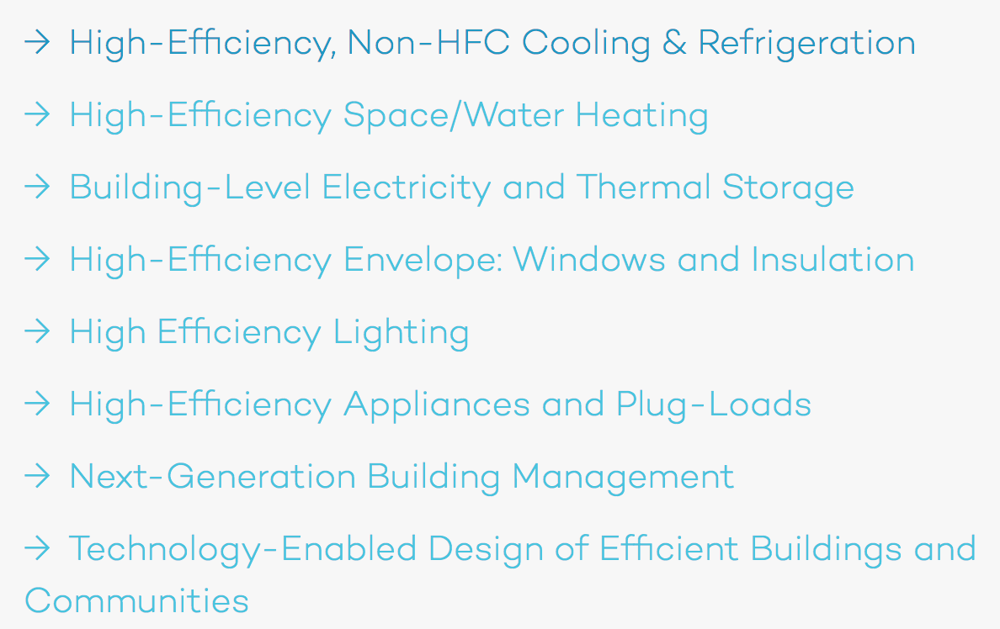 → High-Efficiency, Non-HFC Cooling & Refrigeration
→ High-Efficiency Space/Water Heating
→ Building-Level Electricity and Thermal Storage
→ High-Efficiency Envelope: Windows and Insulation
→ High Efficiency Lighting
→ High-Efficiency Appliances and Plug-Loads
→ Next-Generation Building Management
→ Technology-Enabled Design of Efficient Buildings and
Communities